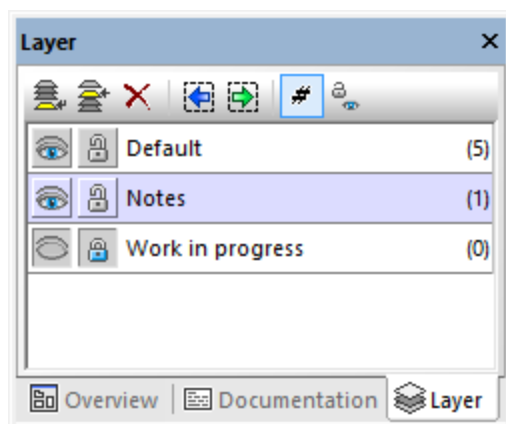 Layer
Default (5)
Notes (1)
Work in progress (0)
Overview Documentation Layer